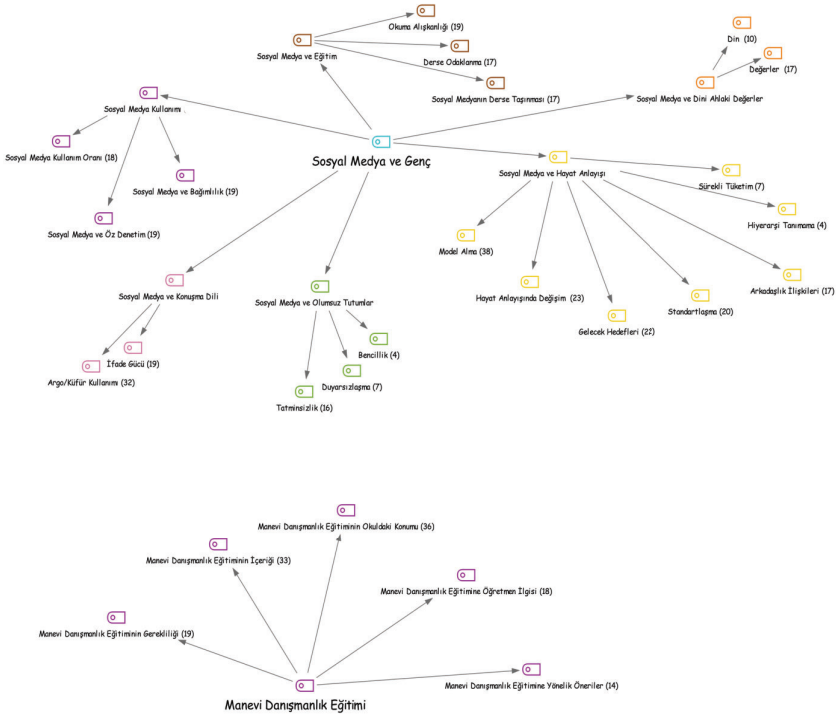 Okuma Alışkanlığı (19)
Din (10)
Sosyal Medya ve Eğitim
Derse Odaklanma (17)
Değerler (17)
Sosyal Medyanın Derse Taşınması (17)
Sosyal Medya ve Dini Ahlaki Değerler
Sosyal Medya Kullanımı
Sosyal Medya Kullanım Oranı (18)
Sosyal Medya ve Genç
Sosyal Medya ve Hayat Anlayışı
Sosyal Medya ve Bağımlılık (19)
Sürekli Tüketim (7)
Sosyal Medya ve Öz Denetim (19)
Hiyerarşi Tanımama (4)
Model Alma (38)
Arkadaşlık İlişkileri (17)
Sosyal Medya ve Konuşma Dili
Sosyal Medya ve Olumsuz Tutumlar
Hayat Anlayışında Değişim (23)
Standartlaşma (20)
Gelecek Hedefleri (22)
Bencillik (4)
İfade Gücü (19)
Argo/Küfür Kullanımı (32)
Duyarsızlaşma (7)
Tatminsizlik (16)
Manevi Danışmanlık Eğitiminin Okuldaki Konumu (36)
Manevi Danışmanlık Eğitiminin İçeriği (33)
Manevi Danışmanlık Eğitimine Öğretmen İlgisi (18)
Manevi Danışmanlık Eğitiminin Gerekliliği (19)
Manevi Danışmanlık Eğitimine Yönelik Öneriler (14)
Manevi Danışmanlık Eğitimi